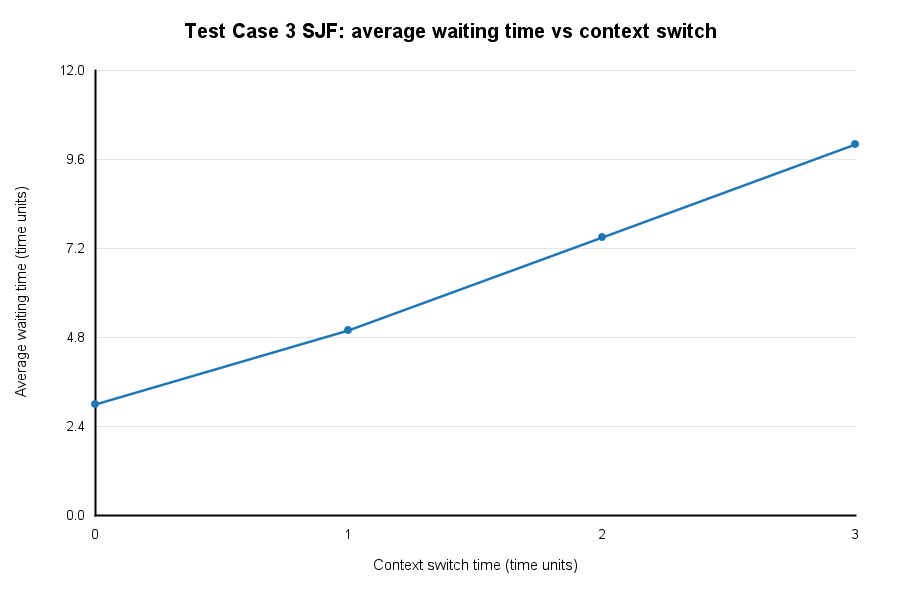 Test Case 3 SJF: average waiting time vs context switch
12.0
9.6
7.2
4.8
2.4
0.0
Average waiting time (time units)
0 1 2 3
Context switch time (time units)